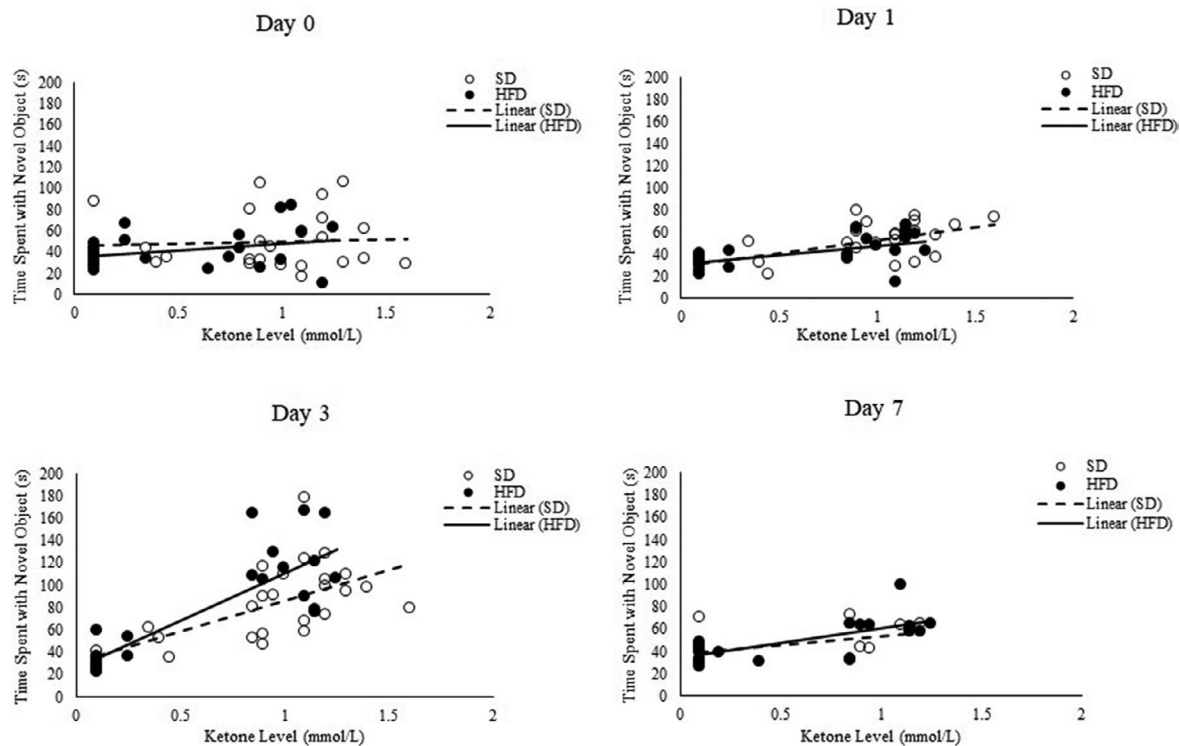 Day 0
Time Spent with Novel Object (s)
200
180
160
140
120
100
80
60
40
20
0
0
0.5
1
1.5
2
Ketone Level (mmol/L)
SD
HFD
Linear (SD)
Linear (HFD)
Day 1
Time Spent with Novel Object (s)
200
180
160
140
120
100
80
60
40
20
0
0
0.5
1
1.5
2
Ketone Level (mmol/L)
SD
HFD
Linear (SD)
Linear (HFD)
Day 3
Time Spent with Novel Object (s)
200
180
160
140
120
100
80
60
40
20
0
0
0.5
1
1.5
2
Ketone Level (mmol/L)
SD
HFD
Linear (SD)
Linear (HFD)
Day 7
Time Spent with Novel Object (s)
200
180
160
140
120
100
80
60
40
20
0
0
0.5
1
1.5
2
Ketone Level (mmol/L)
SD
HFD
Linear (SD)
Linear (HFD)